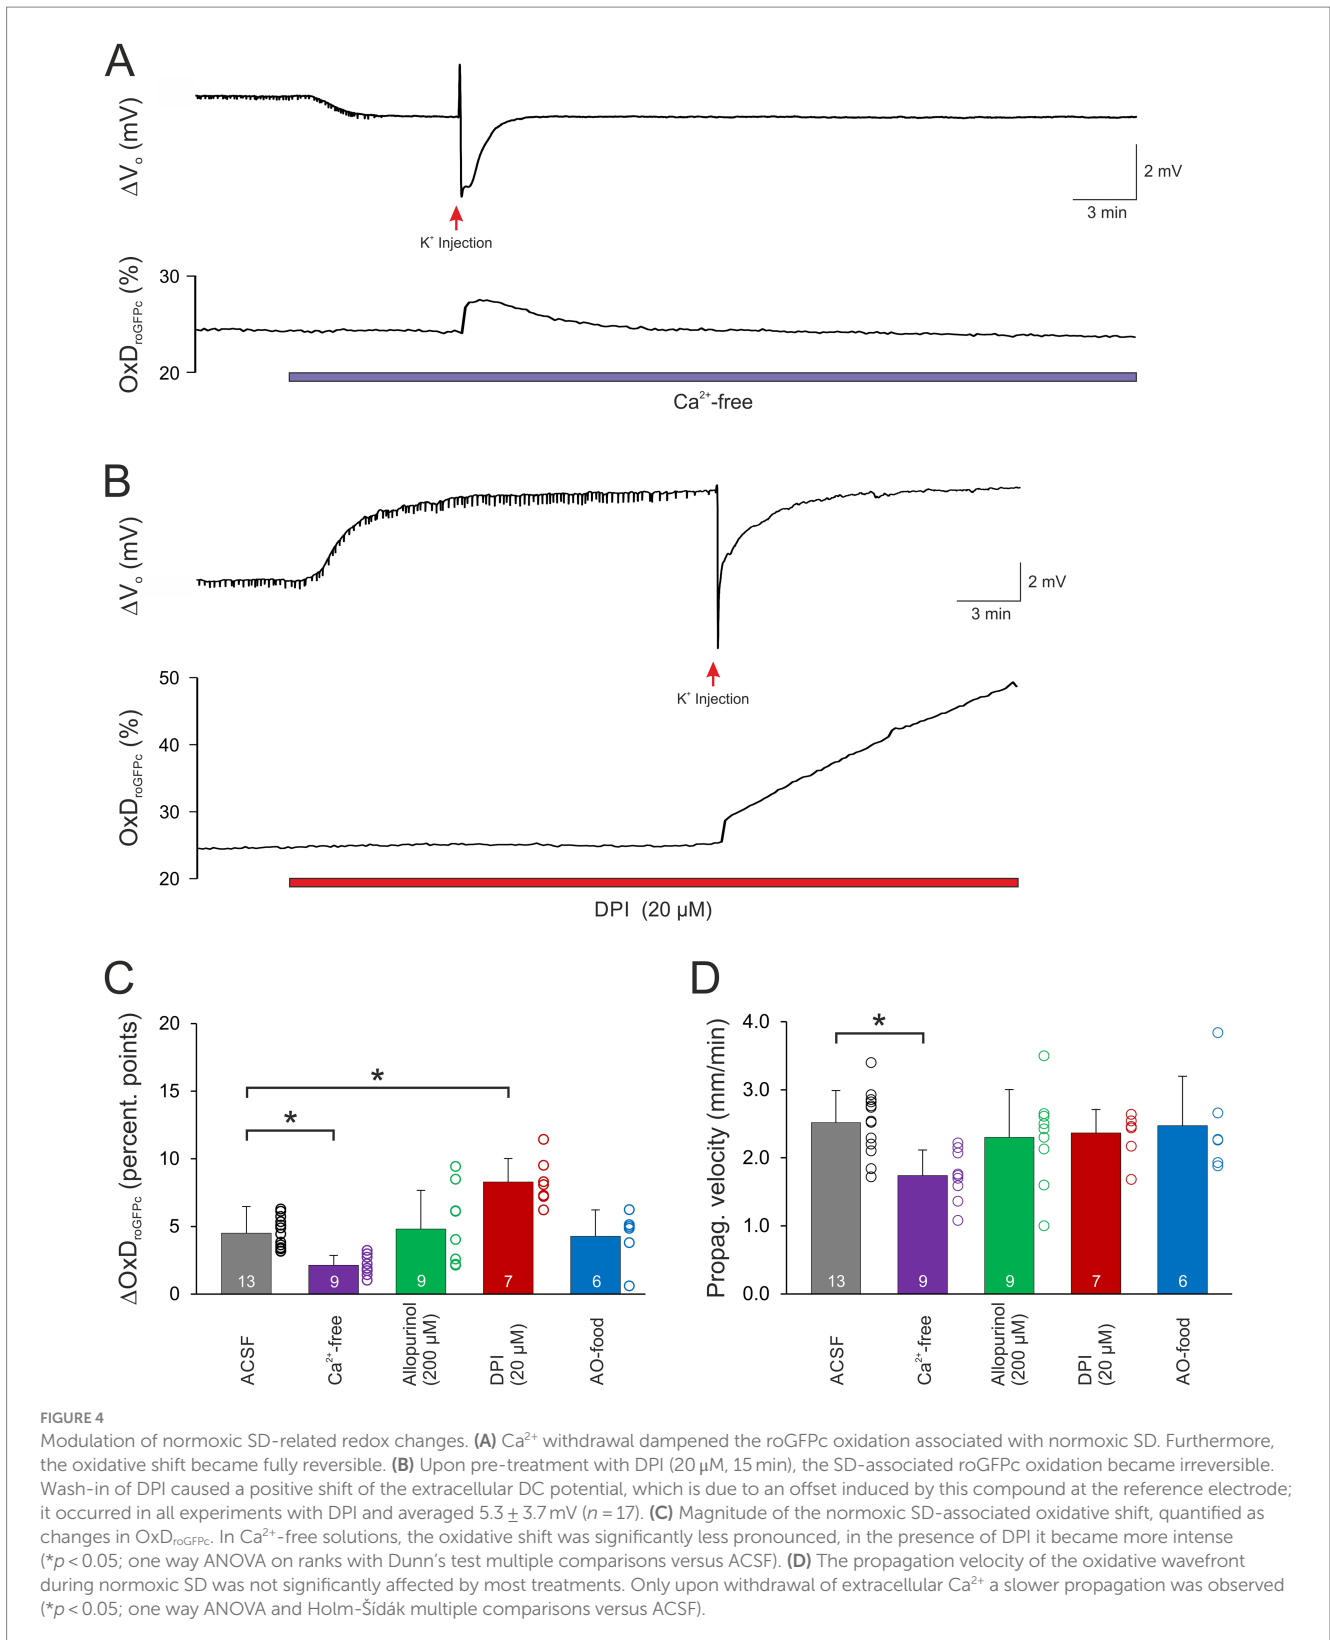 A
ΔVo (mV)
2 mV
3 min
K+ Injection
OxDroGFPc (%)
30
20
Ca2+-free
B
ΔVo (mV)
2 mV
3 min
K+ Injection
OxDroGFPc (%)
50
40
30
20
DPI (20 µM)
C
ΔOxDroGFPc (percent. points)
20
15
10
5
0
*
*
13
9
9
7
6
ACSF
Ca2+-free
Allopurinol
(200 µM)
DPI
(20 µM)
AO-food
D
Propag. velocity (mm/min)
4.0
3.0
2.0
1.0
0.0
*
13
9
9
7
6
ACSF
Ca2+-free
Allopurinol
(200 µM)
DPI
(20 µM)
AO-food
FIGURE 4
Modulation of normoxic SD-related redox changes. (A) Ca2+ withdrawal dampened the roGFPc oxidation associated with normoxic SD. Furthermore,
the oxidative shift became fully reversible. (B) Upon pre-treatment with DPI (20 μM, 15 min), the SD-associated roGFPc oxidation became irreversible.
Wash-in of DPI caused a positive shift of the extracellular DC potential, which is due to an offset induced by this compound at the reference electrode;
it occurred in all experiments with DPI and averaged 5.3 ± 3.7 mV (n = 17). (C) Magnitude of the normoxic SD-associated oxidative shift, quantified as
changes in OxDroGFPc. In Ca2+-free solutions, the oxidative shift was significantly less pronounced, in the presence of DPI it became more intense
(*p < 0.05; one way ANOVA on ranks with Dunn's test multiple comparisons versus ACSF). (D) The propagation velocity of the oxidative wavefront
during normoxic SD was not significantly affected by most treatments. Only upon withdrawal of extracellular Ca2+ a slower propagation was observed
(*p < 0.05; one way ANOVA and Holm-Šídák multiple comparisons versus ACSF).